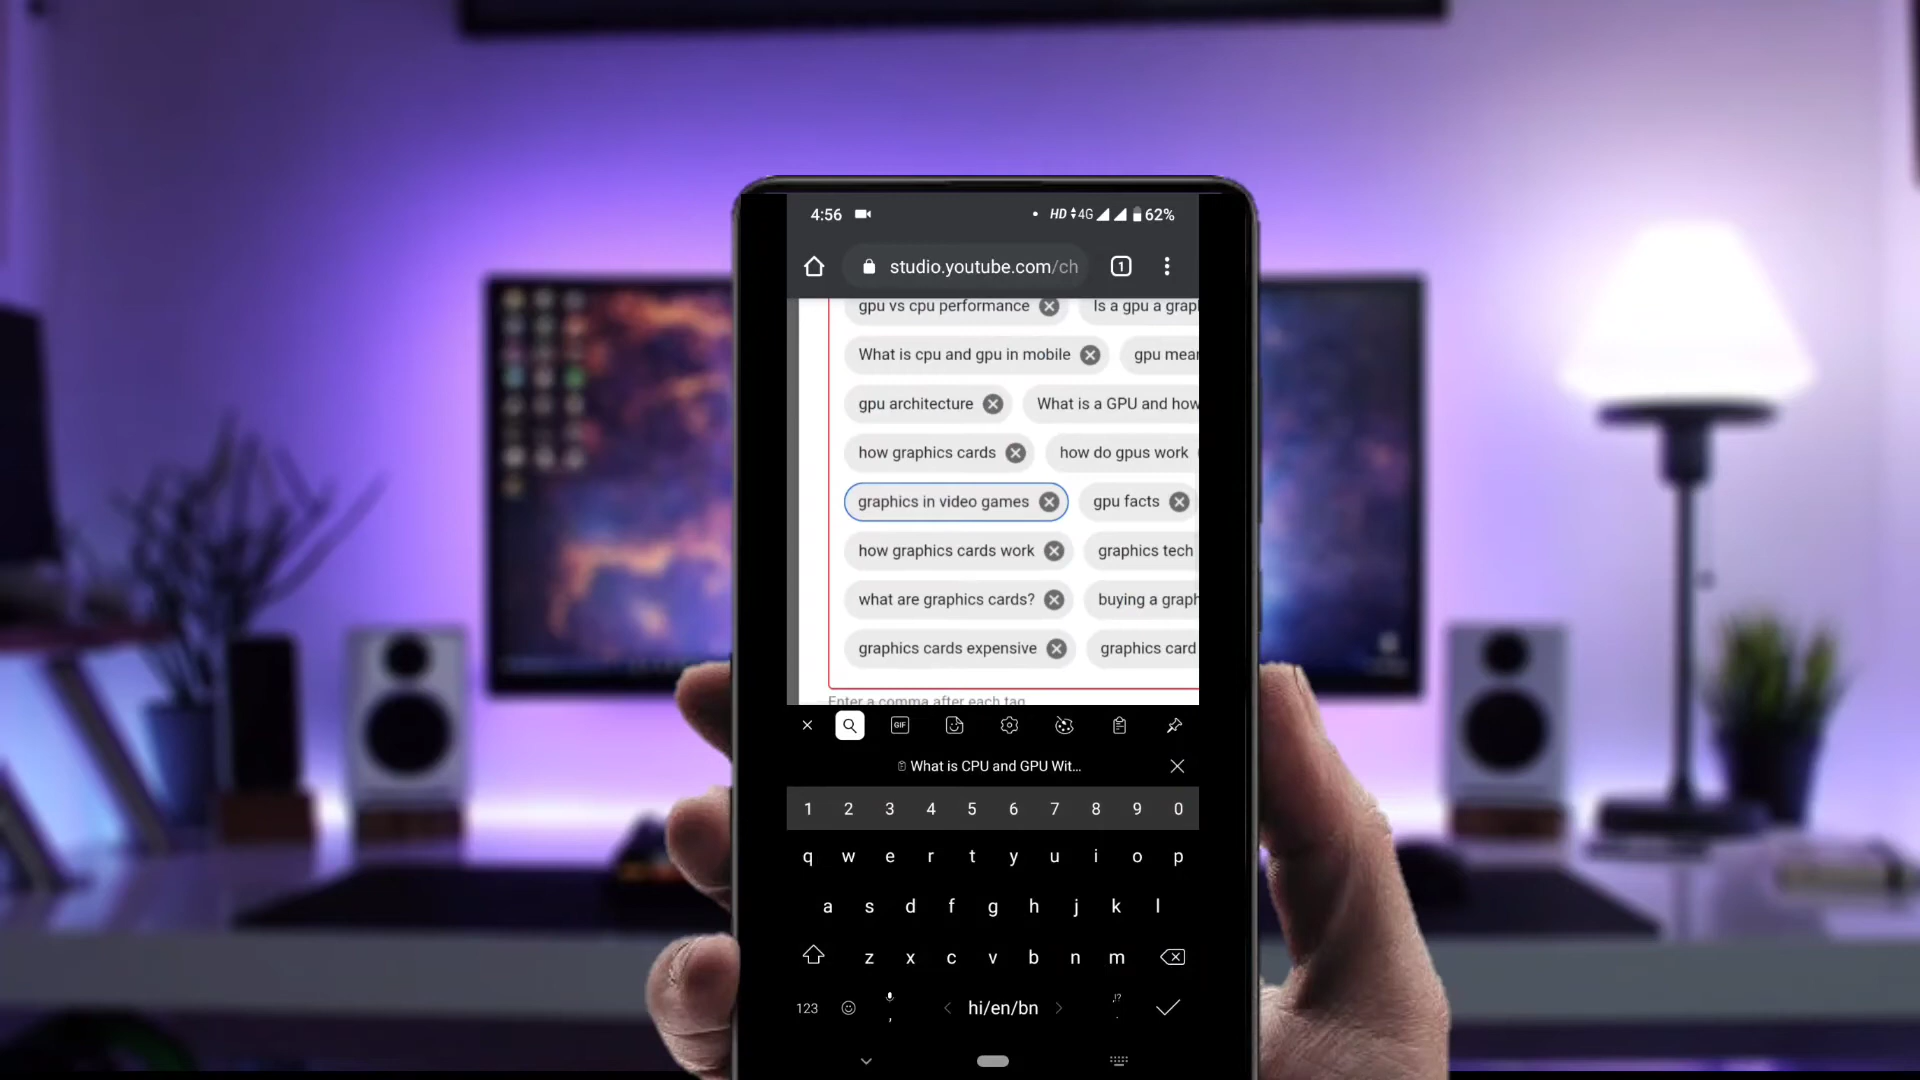 4:56 HD 4G 62%
studio.youtube.com/ch 1
gpu vs cpu performance Is a gpu a grap
What is cpu and gpu in mobile gpu mea
gpu architecture What is a GPU and how
how graphics cards how do gpus work
graphics in video games gpu facts
how graphics cards work graphics tech
what are graphics cards? buying a grap
graphics cards expensive graphics card
Enter a comma after each tag
GIF
What is CPU and GPU Wit...
1 2 3 4 5 6 7 8 9 0
q w e r t y u i o p
a s d f g h j k l
z x c v b n m
123 , < hi/en/bn > ,!? .